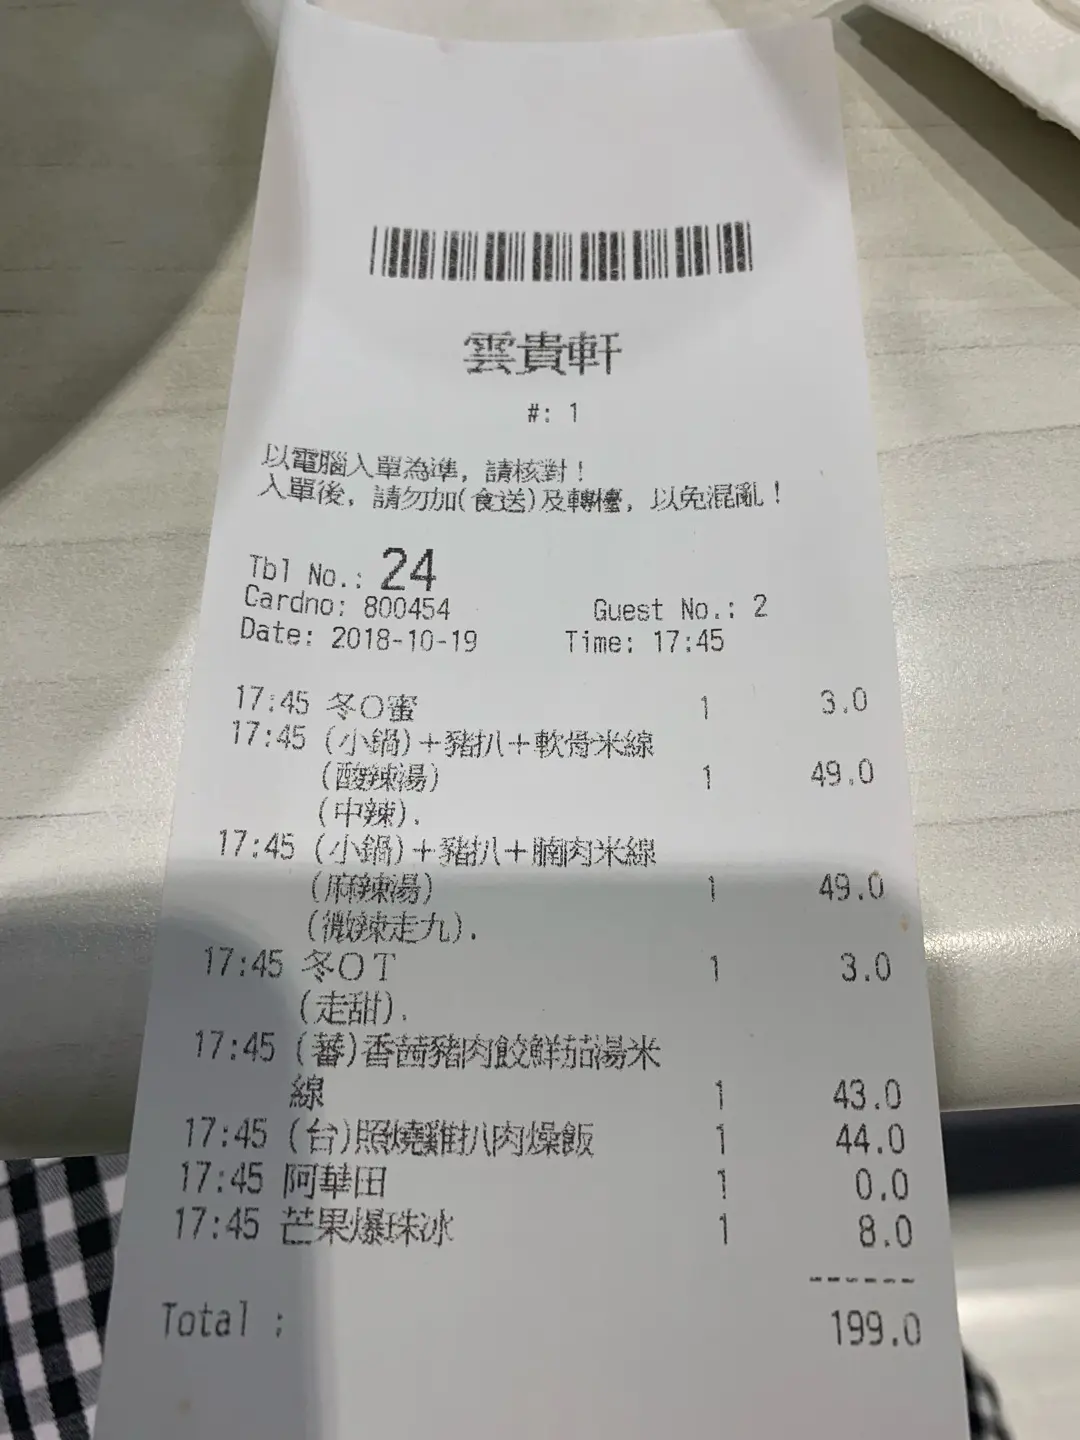 雲貴軒
#: 1
以電腦入單為準, 請核對!
入單後, 請勿加(食送)及轉檯, 以免混亂!
Tbl No.: 24
Cardno: 800454 Guest No.: 2
Date: 2018-10-19 Time: 17:45
17:45 冬O蜜 1 3.0
17:45 (小鍋)+豬扒+軟骨米線
(酸辣湯) 1 49.0
(中辣).
17:45 (小鍋)+豬扒+腩肉米線
(麻辣湯) 1 49.0
(微辣走九).
17:45 冬OT 1 3.0
(走甜).
17:45 (蕃)香茜豬肉餃鮮茄湯米
線 1 43.0
17:45 (台)照燒雞扒肉燥飯 1 44.0
17:45 阿華田 1 0.0
17:45 芒果爆珠冰 1 8.0
-------
Total : 199.0